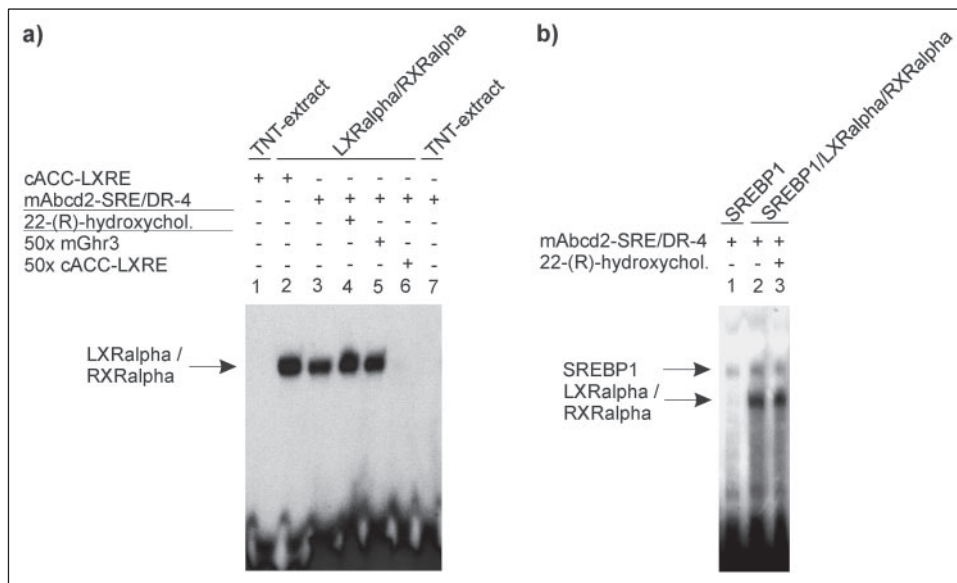 a)
TNT-extract
LXRalpha/RXRalpha
TNT-extract
cACC-LXRE + + - - - - -
mAbcd2-SRE/DR-4 - - + + + + +
22-(R)-hydroxychol. - - - + - - -
50x mGhr3 - - - - + - -
50x cACC-LXRE - - - - - + -
1 2 3 4 5 6 7
LXRalpha /
RXRalpha
b)
SREBP1
SREBP1/LXRalpha/RXRalpha
mAbcd2-SRE/DR-4 + + +
22-(R)-hydroxychol. - - +
1 2 3
SREBP1
LXRalpha /
RXRalpha